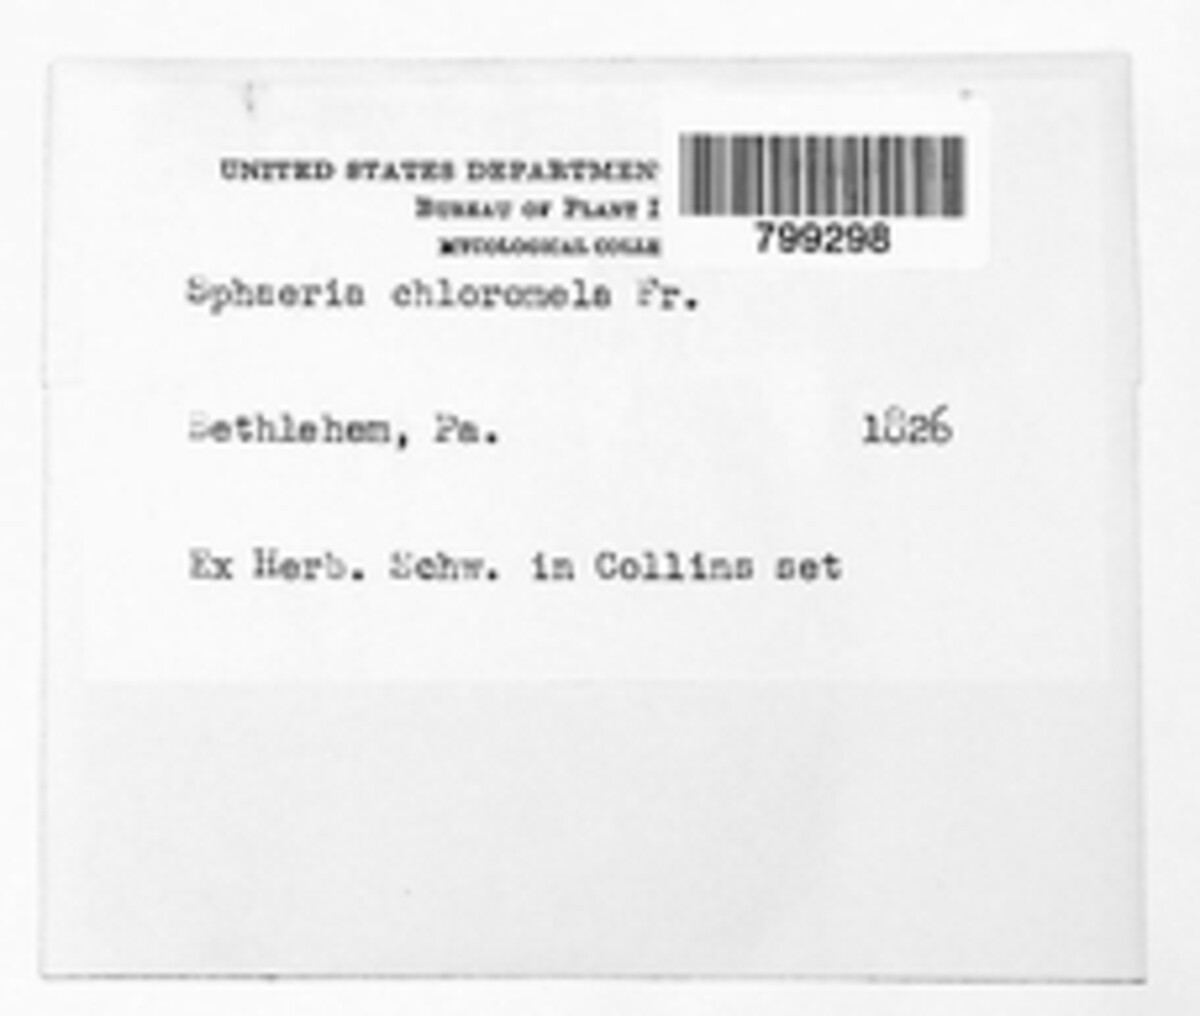 UNITED STATES DEPARTMEN
BUREAU OF PLANT I
MYCOLOGICAL COLLE
799298
Sphaeria chloromela Fr.
Bethlehem, Pa. 1826
Ex Herb. Schw. in Collins set